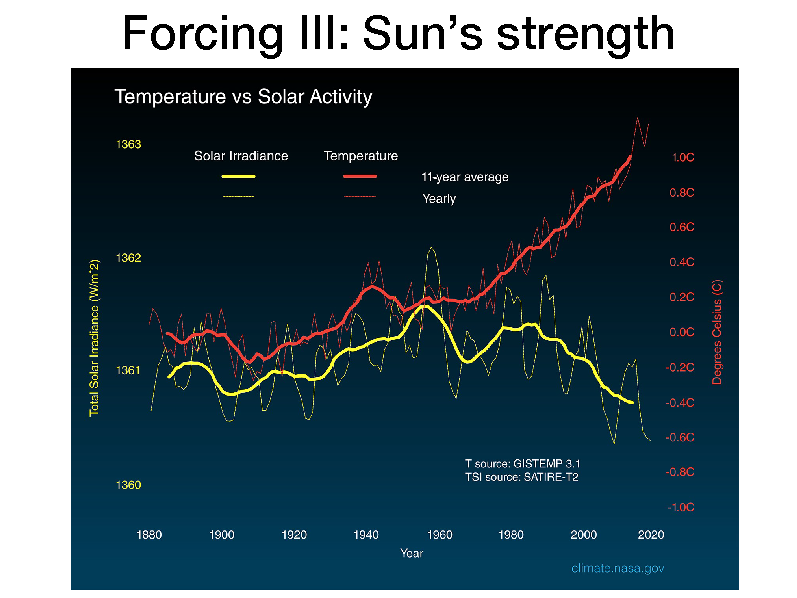 Forcing III: Sun's strength
Temperature vs Solar Activity
1363
Solar Irradiance Temperature
11-year average
Yearly
1.0C
0.8C
0.6C
1362
0.4C
0.2C
0.0C
1361
-0.2C
-0.4C
-0.6C
-0.8C
1360
-1.0C
Total Solar Irradiance (W/m^2)
Degrees Celsius (C)
T source: GISTEMP 3.1
TSI source: SATIRE-T2
1880 1900 1920 1940 1960 1980 2000 2020
Year
climate.nasa.gov